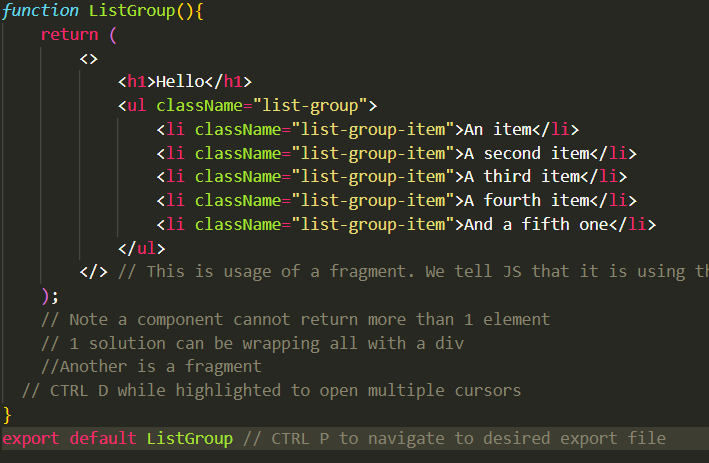 function ListGroup(){
return (
<>
<h1>Hello</h1>
<ul className="list-group">
<li className="list-group-item">An item</li>
<li className="list-group-item">A second item</li>
<li className="list-group-item">A third item</li>
<li className="list-group-item">A fourth item</li>
<li className="list-group-item">And a fifth one</li>
</ul>
</> // This is usage of a fragment. We tell JS that it is using
);
// Note a component cannot return more than 1 element
// 1 solution can be wrapping all with a div
//Another is a fragment
// CTRL D while highlighted to open multiple cursors
}
export default ListGroup // CTRL P to navigate to desired export file